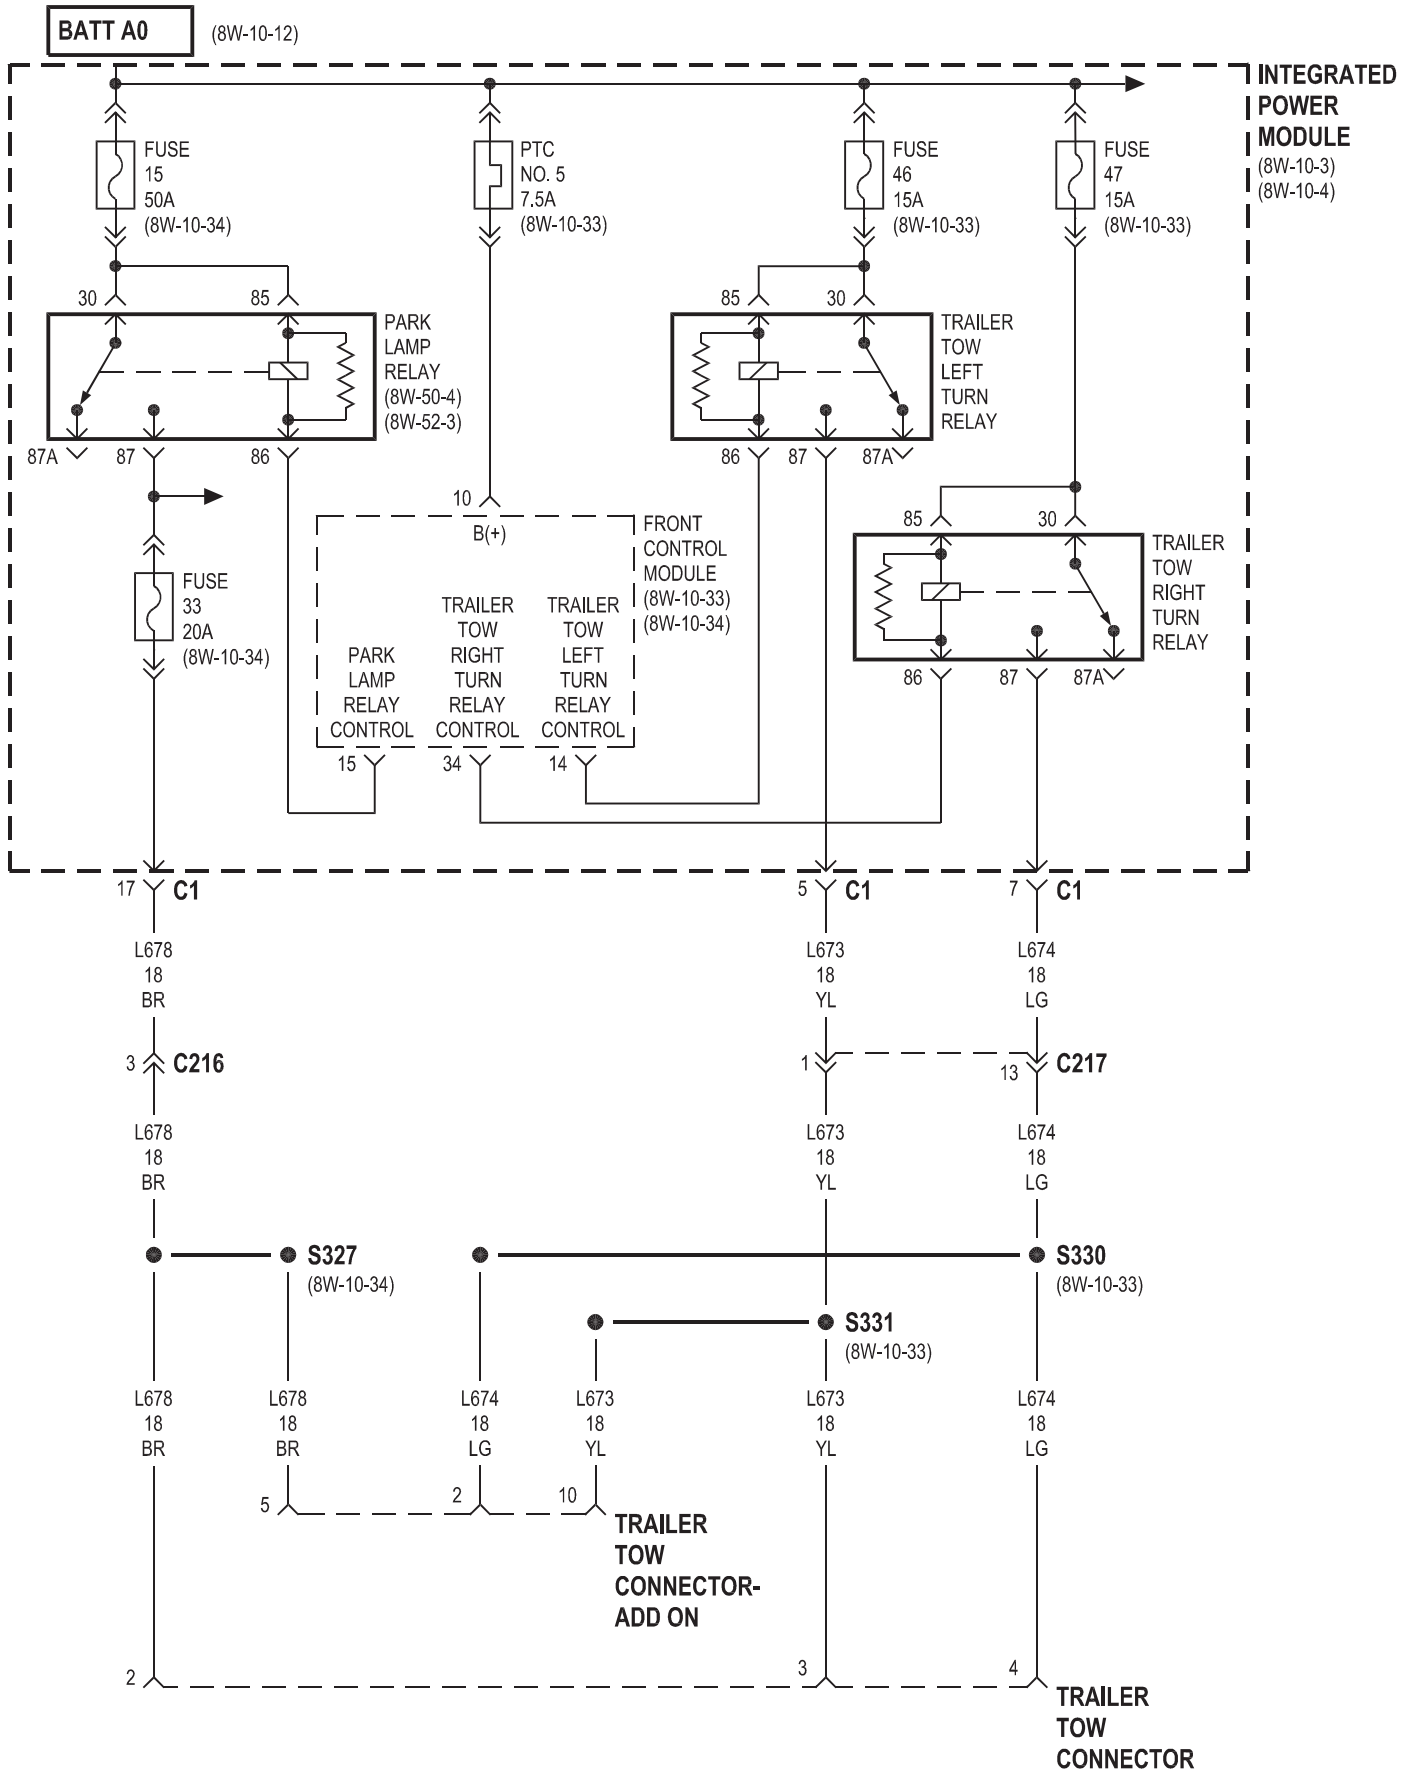 BATT A0
(8W-10-12)
INTEGRATED
POWER
MODULE
(8W-10-3)
(8W-10-4)
FUSE
15
50A
(8W-10-34)
PTC
NO. 5
7.5A
(8W-10-33)
FUSE
46
15A
(8W-10-33)
FUSE
47
15A
(8W-10-33)
30
85
PARK
LAMP
RELAY
(8W-50-4)
(8W-52-3)
87A
87
86
85
30
TRAILER
TOW
LEFT
TURN
RELAY
86
87
87A
FUSE
33
20A
(8W-10-34)
10
B(+)
FRONT
CONTROL
MODULE
(8W-10-33)
(8W-10-34)
PARK
LAMP
RELAY
CONTROL
TRAILER
TOW
RIGHT
TURN
RELAY
CONTROL
TRAILER
TOW
LEFT
TURN
RELAY
CONTROL
15
34
14
85
30
TRAILER
TOW
RIGHT
TURN
RELAY
86
87
87A
17
C1
5
C1
7
C1
L678
18
BR
L673
18
YL
L674
18
LG
3
C216
1
13
C217
L678
18
BR
L673
18
YL
L674
18
LG
S327
(8W-10-34)
S330
(8W-10-33)
S331
(8W-10-33)
L678
18
BR
L678
18
BR
L674
18
LG
L673
18
YL
L673
18
YL
L674
18
LG
5
2
10
TRAILER
TOW
CONNECTOR-
ADD ON
2
3
4
TRAILER
TOW
CONNECTOR